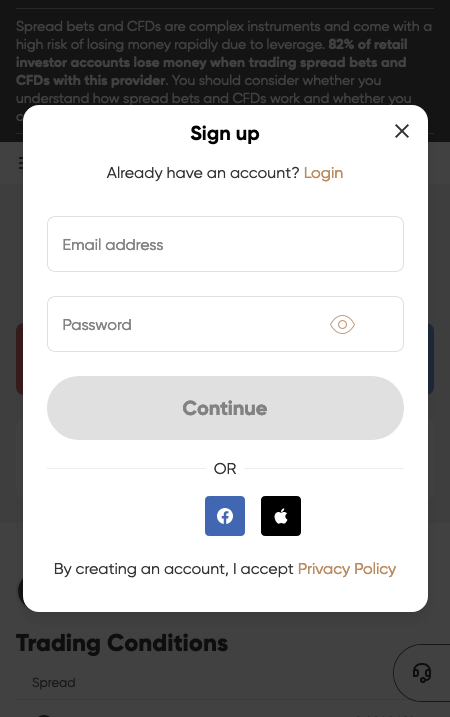 Spread bets and CFDs are complex instruments and come with a
high risk of losing money rapidly due to leverage. 82% of retail
investor accounts lose money when trading spread bets and
CFDs with this provider. You should consider whether you
understand how spread bets and CFDs work and whether you
Sign up
Already have an account? Login
Email address
Password
Continue
OR
By creating an account, I accept Privacy Policy
Trading Conditions
Spread